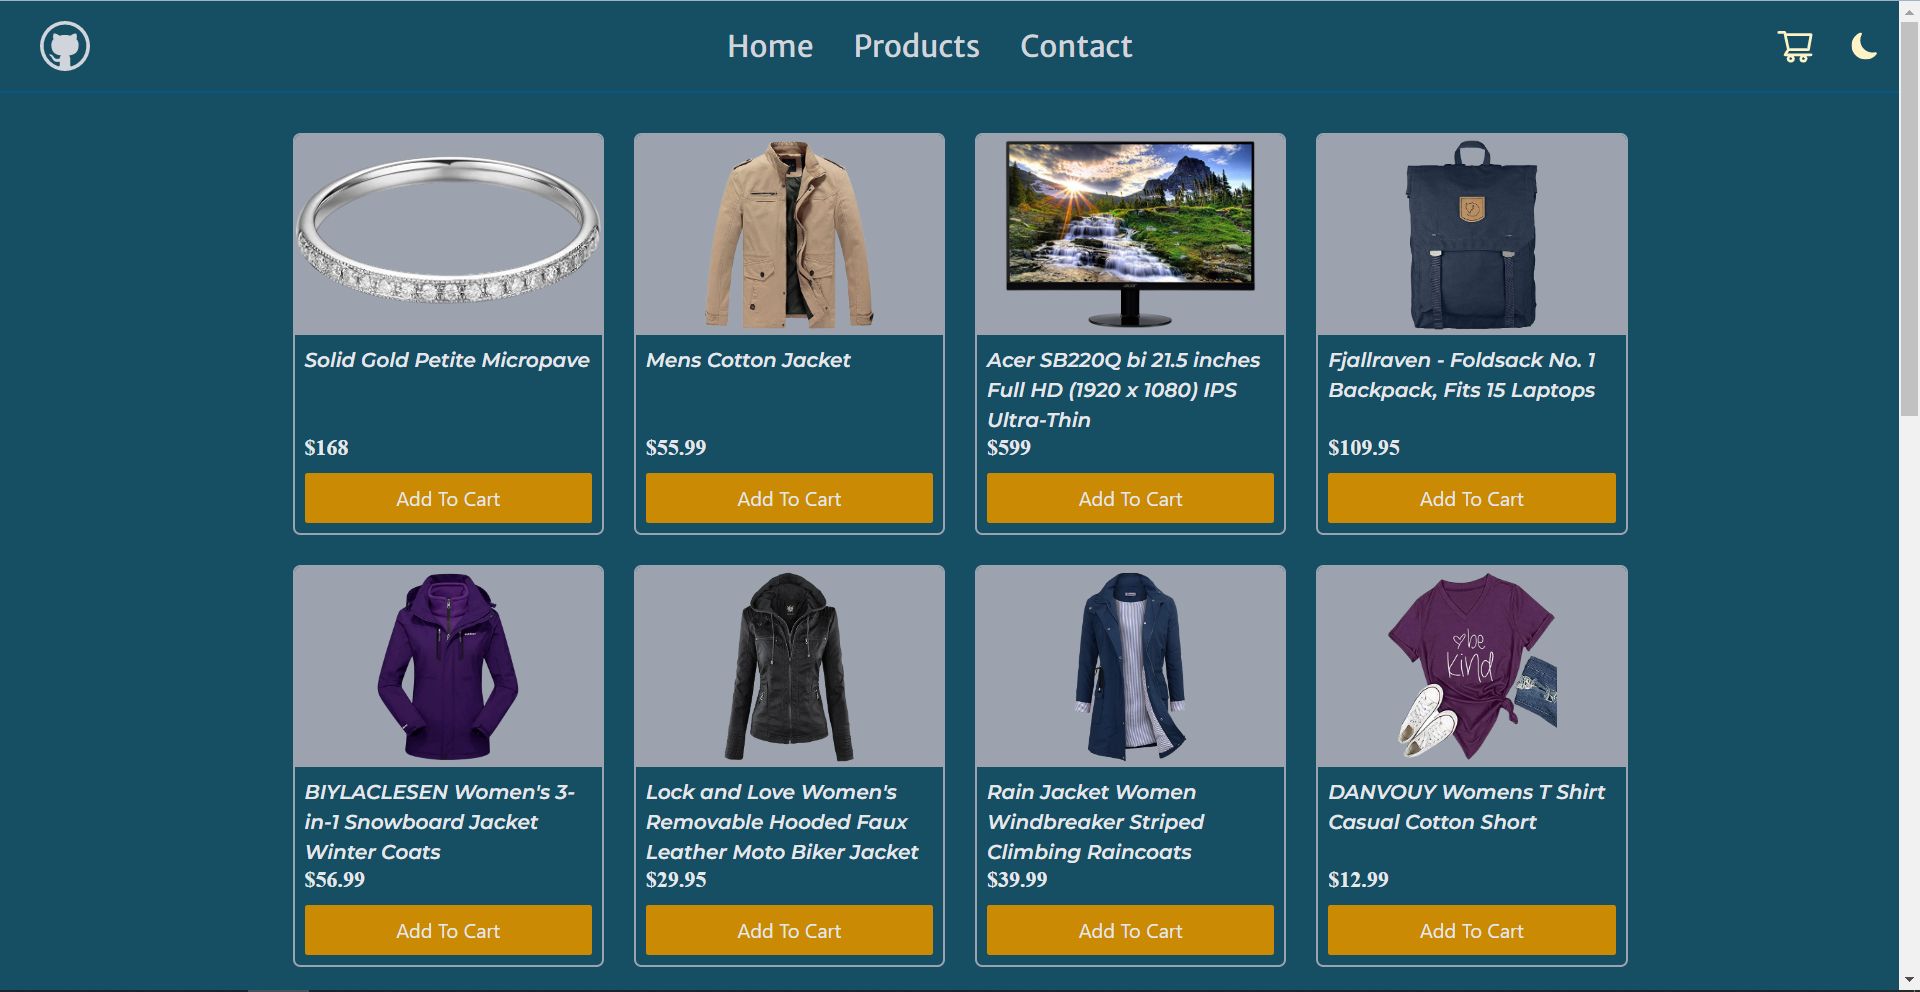 Home Products Contact
Solid Gold Petite Micropave
$168
Add To Cart
Mens Cotton Jacket
$55.99
Add To Cart
Acer SB220Q bi 21.5 inches
Full HD (1920 x 1080) IPS
Ultra-Thin
$599
Add To Cart
Fjallraven - Foldsack No. 1
Backpack, Fits 15 Laptops
$109.95
Add To Cart
BIYLACLESEN Women's 3-
in-1 Snowboard Jacket
Winter Coats
$56.99
Add To Cart
Lock and Love Women's
Removable Hooded Faux
Leather Moto Biker Jacket
$29.95
Add To Cart
Rain Jacket Women
Windbreaker Striped
Climbing Raincoats
$39.99
Add To Cart
be
kind
DANVOUY Womens T Shirt
Casual Cotton Short
$12.99
Add To Cart